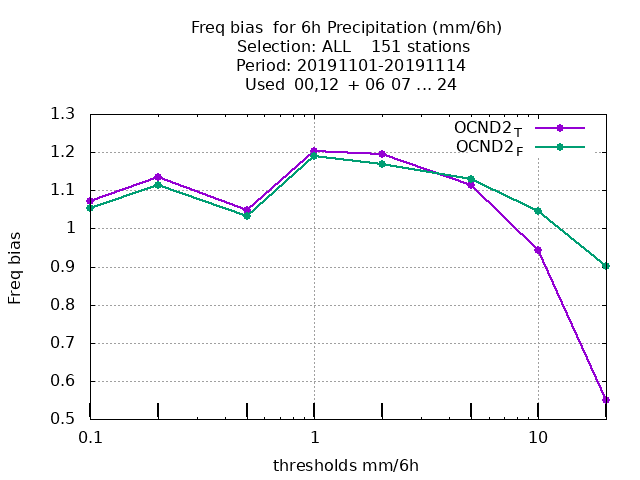 Freq bias  for 6h Precipitation (mm/6h)
Selection: ALL    151 stations
Period: 20191101-20191114
Used  00,12  + 06 07 ... 24
OCND2T
OCND2F
1.3
1.2
1.1
1
0.9
0.8
0.7
0.6
0.5
Freq bias
0.1 1 10
thresholds mm/6h